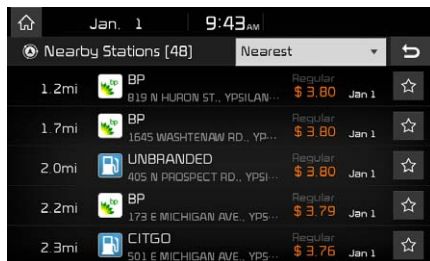 Jan. 1 9:43AM
Nearby Stations [48] Nearest
1.2mi BP Regular
819 N HURON ST., YPSILAN··· $ 3.80 Jan 1
1.7mi BP Regular
1645 WASHTENAW RD., YP··· $ 3.80 Jan 1
2.0mi UNBRANDED Regular
405 N PROSPECT RD., YPSI··· $ 3.80 Jan 1
2.2mi BP Regular
173 E MICHIGAN AVE., YPS··· $ 3.79 Jan 1
2.3mi CITGO Regular
501 E MICHIGAN AVE., YPS··· $ 3.76 Jan 1